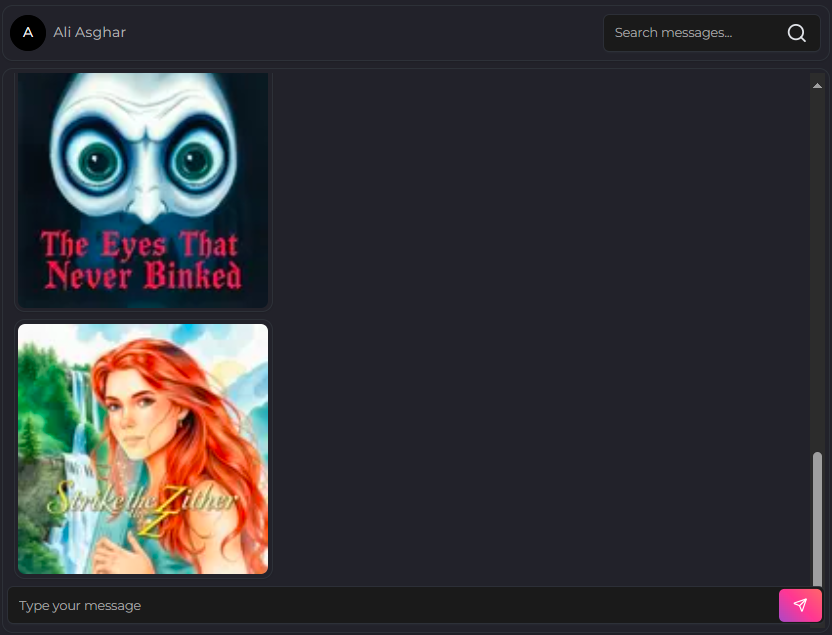 A Ali Asghar Search messages...
The Eyes That
Never Binked
Strike the Zither
Type your message